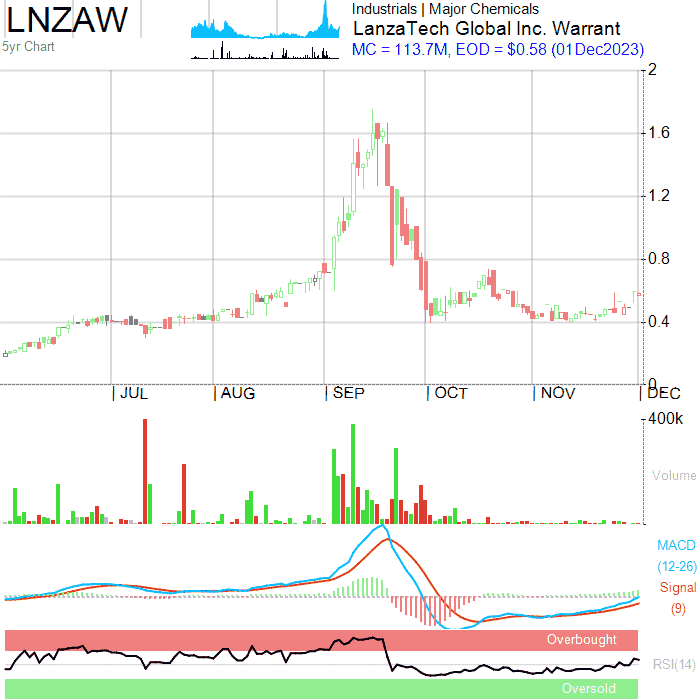 LNZAW
5yr Chart
Industrials | Major Chemicals
LanzaTech Global Inc. Warrant
MC = 113.7M, EOD = $0.58 (01Dec2023)
2
1.6
1.2
0.8
0.4
0
| JUL | AUG | SEP | OCT | NOV | DEC
400k
Volume
MACD
(12-26)
Signal
(9)
Overbought
RSI(14)
Oversold